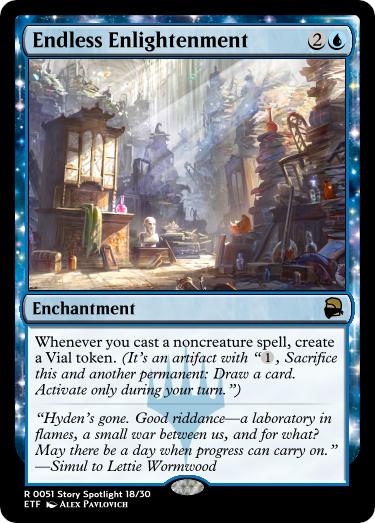 Endless Enlightenment 2
Enchantment
Whenever you cast a noncreature spell, create
a Vial token. (It's an artifact with “1, Sacrifice
this and another permanent: Draw a card.
Activate only during your turn.”)
“Hyden's gone. Good riddance—a laboratory in
flames, a small war between us, and for what?
May there be a day when progress can carry on.”
—Simul to Lettie Wormwood
R 0051 Story Spotlight 18/30
ETF Alex Pavlovich